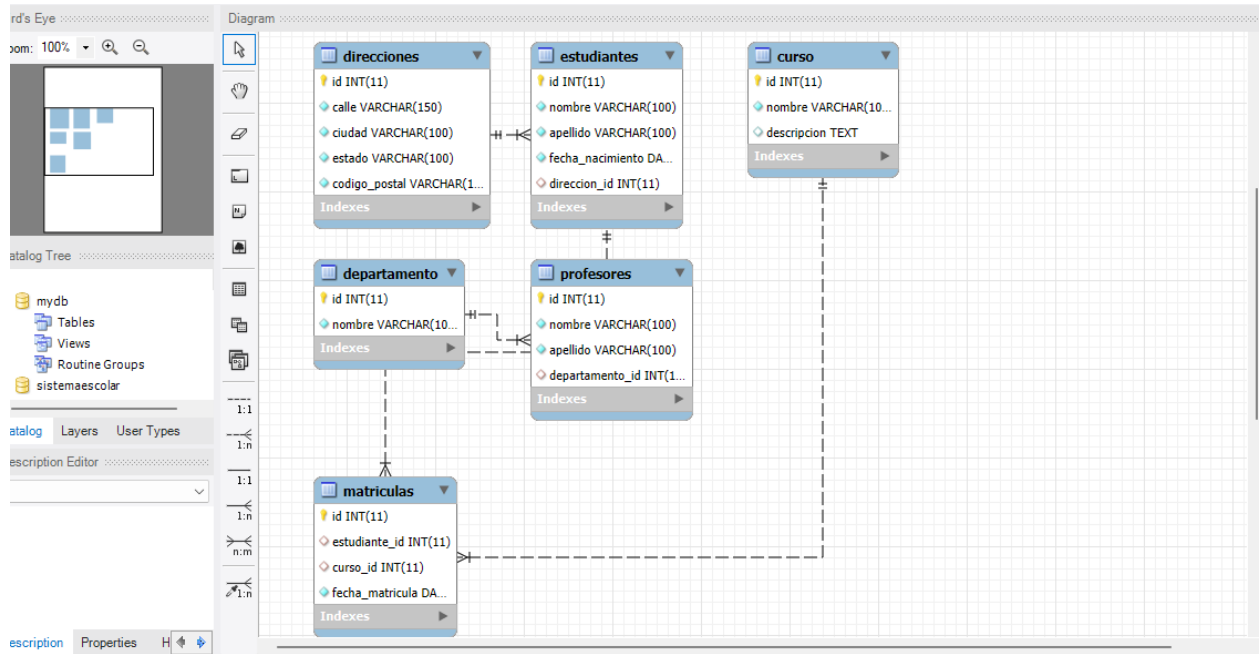 rd's Eye
Diagram
oom: 100%
direcciones
id INT(11)
calle VARCHAR(150)
ciudad VARCHAR(100)
estado VARCHAR(100)
codigo_postal VARCHAR(1...
Indexes
estudiantes
id INT(11)
nombre VARCHAR(100)
apellido VARCHAR(100)
fecha_nacimiento DA...
direccion_id INT(11)
Indexes
curso
id INT(11)
nombre VARCHAR(10...
descripcion TEXT
Indexes
departamento
id INT(11)
nombre VARCHAR(10...
Indexes
profesores
id INT(11)
nombre VARCHAR(100)
apellido VARCHAR(100)
departamento_id INT(1...
Indexes
matriculas
id INT(11)
estudiante_id INT(11)
curso_id INT(11)
fecha_matricula DA...
Indexes
1:1
1:n
1:1
1:n
n:m
1:n
atalog Tree
mydb
Tables
Views
Routine Groups
sistemaescolar
atalog Layers User Types
escription Editor
escription Properties H